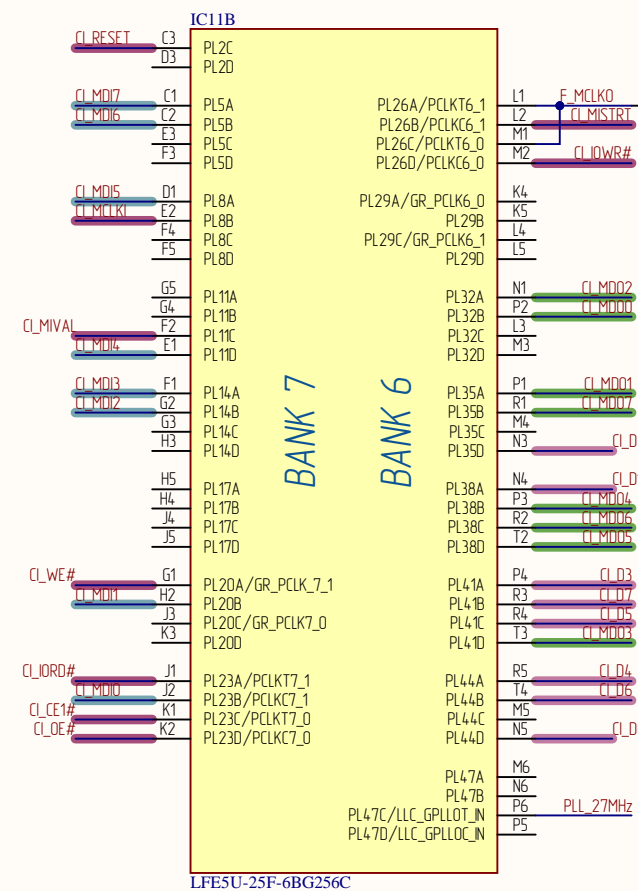 IC11B
CI_RESET C3 PL2C
D3 PL2D
CI_MDI7 C1 PL5A
CI_MDI6 C2 PL5B
E3 PL5C
F3 PL5D
CI_MDI5 D1 PL8A
CI_MCLKI E2 PL8B
F4 PL8C
F5 PL8D
G5 PL11A
G4 PL11B
CI_MIVAL F2 PL11C
CI_MDI4 E1 PL11D
CI_MDI3 F1 PL14A
CI_MDI2 G2 PL14B
G3 PL14C
H3 PL14D
H5 PL17A
H4 PL17B
J4 PL17C
J5 PL17D
CI_WE# G1 PL20A/GR_PCLK_7_1
CI_MDI1 H2 PL20B
J3 PL20C/GR_PCLK7_0
K3 PL20D
CI_IORD# J1 PL23A/PCLKT7_1
CI_MDI0 J2 PL23B/PCLKC7_1
CI_CE1# K1 PL23C/PCLKT7_0
CI_OE# K2 PL23D/PCLKC7_0
BANK 7
BANK 6
PL26A/PCLKT6_1 L1 F_MCLKO
PL26B/PCLKC6_1 L2 CI_MISTRT
PL26C/PCLKT6_0 M1
PL26D/PCLKC6_0 M2 CI_IOWR#
PL29A/GR_PCLK6_0 K4
PL29B K5
PL29C/GR_PCLK6_1 L4
PL29D L5
PL32A N1 CI_MDO2
PL32B P2 CI_MDO0
PL32C L3
PL32D M3
PL35A P1 CI_MDO1
PL35B R1 CI_MDO7
PL35C M4
PL35D N3 CI_D
PL38A N4 CI_D
PL38B P3 CI_MDO4
PL38C R2 CI_MDO6
PL38D T2 CI_MDO5
PL41A P4 CI_D3
PL41B R3 CI_D7
PL41C R4 CI_D5
PL41D T3 CI_MDO3
PL44A R5 CI_D4
PL44B T4 CI_D6
PL44C M5
PL44D N5 CI_D
PL47A M6
PL47B N6
PL47C/LLC_GPLLOT_IN P6 PLL_27MHz
PL47D/LLC_GPLLOC_IN P5
LFE5U-25F-6BG256C